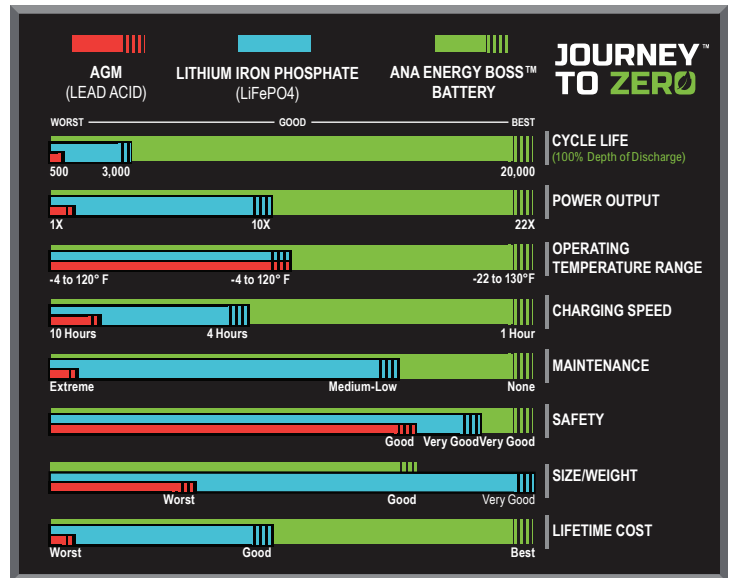 AGM
(LEAD ACID)
LITHIUM IRON PHOSPHATE
(LiFePO4)
ANA ENERGY BOSS™
BATTERY
JOURNEY™
TO ZERO
WORST
GOOD
BEST
CYCLE LIFE
(100% Depth of Discharge)
500 3,000 20,000
POWER OUTPUT
1X 10X 22X
OPERATING
TEMPERATURE RANGE
-4 to 120° F -4 to 120° F -22 to 130°F
CHARGING SPEED
10 Hours 4 Hours 1 Hour
MAINTENANCE
Extreme Medium-Low None
SAFETY
Good Very Good Very Good
SIZE/WEIGHT
Worst Good Very Good
LIFETIME COST
Worst Good Best